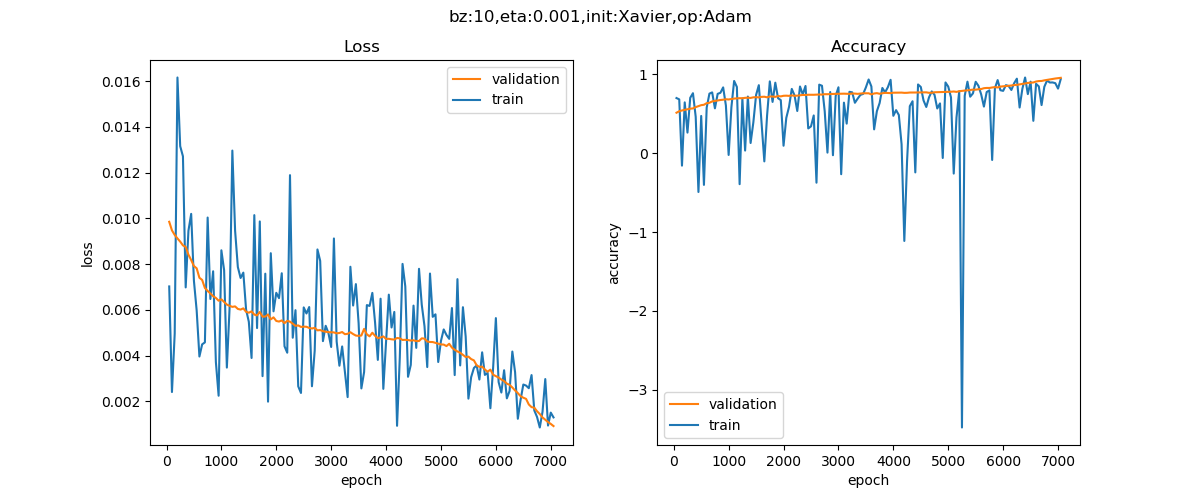 bz:10,eta:0.001,init:Xavier,op:Adam
Loss
validation
train
0.016
0.014
0.012
0.010
0.008
0.006
0.004
0.002
loss
0 1000 2000 3000 4000 5000 6000 7000
epoch
Accuracy
1
0
−1
−2
−3
accuracy
validation
train
0 1000 2000 3000 4000 5000 6000 7000
epoch